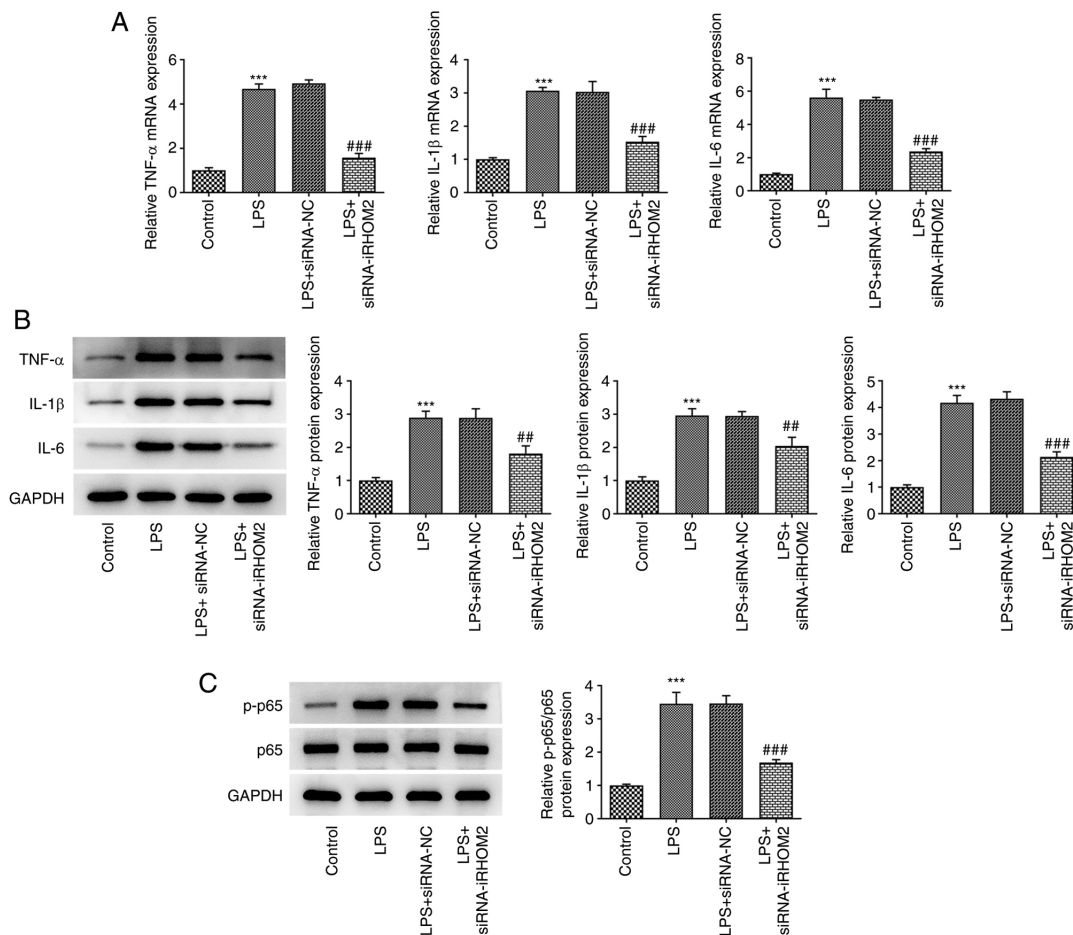 A
Relative TNF-α mRNA expression
6
4
2
0
***
###
Control
LPS
LPS+siRNA-NC
LPS+
siRNA-iRHOM2
Relative IL-1β mRNA expression
4
3
2
1
0
***
###
Control
LPS
LPS+siRNA-NC
LPS+
siRNA-iRHOM2
Relative IL-6 mRNA expression
8
6
4
2
0
***
###
Control
LPS
LPS+siRNA-NC
LPS+
siRNA-iRHOM2
B
TNF-α
IL-1β
IL-6
GAPDH
Control
LPS
LPS+ siRNA-NC
LPS+
siRNA-iRHOM2
Relative TNF-α protein expression
4
3
2
1
0
***
##
Control
LPS
LPS+siRNA-NC
LPS+
siRNA-iRHOM2
Relative IL-1β protein expression
4
3
2
1
0
***
##
Control
LPS
LPS+siRNA-NC
LPS+
siRNA-iRHOM2
Relative IL-6 protein expression
5
4
3
2
1
0
***
###
Control
LPS
LPS+siRNA-NC
LPS+
siRNA-iRHOM2
C
p-p65
p65
GAPDH
Control
LPS
LPS+siRNA-NC
LPS+
siRNA-iRHOM2
Relative p-p65/p65
protein expression
4
3
2
1
0
***
###
Control
LPS
LPS+siRNA-NC
LPS+
siRNA-iRHOM2